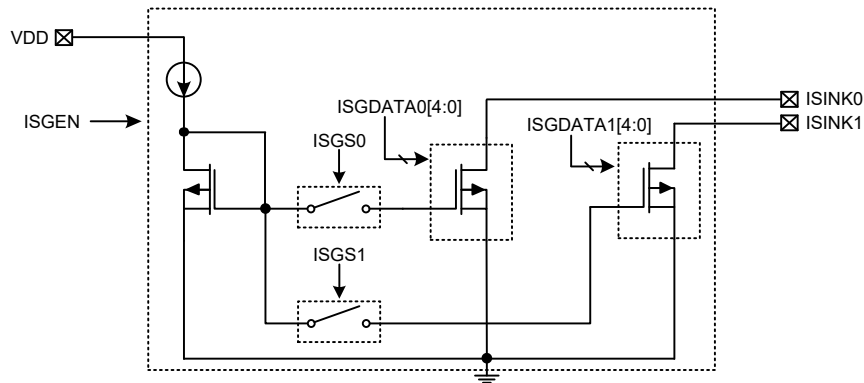 VDD
ISINK0
ISGDATA0[4:0]
ISGEN
ISGDATA1[4:0]
ISINK1
ISGS0
ISGS1